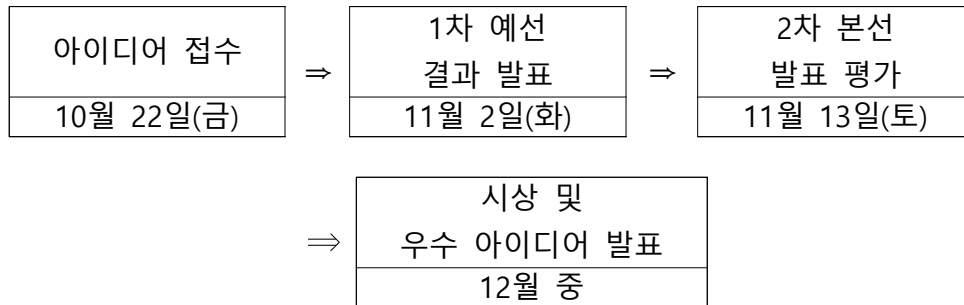 아이디어 접수
10월 22일(금)
⇒
1차 예선
결과 발표
11월 2일(화)
⇒
2차 본선
발표 평가
11월 13일(토)
⇒
시상 및
우수 아이디어 발표
12월 중